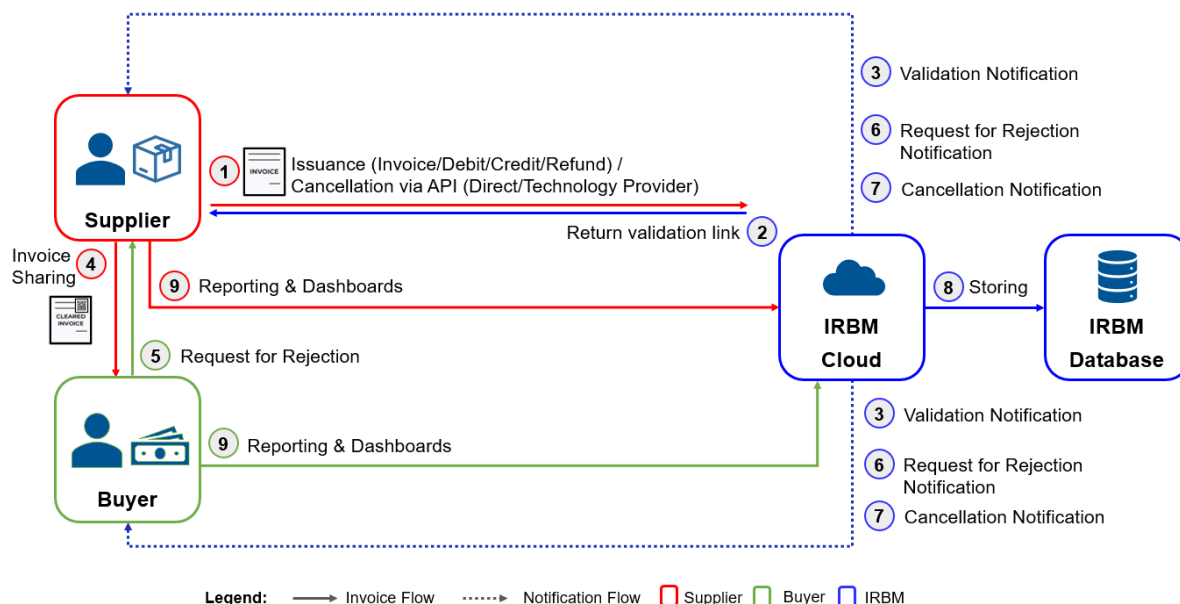 3 Validation Notification
6 Request for Rejection
Notification
7 Cancellation Notification
1 INVOICE Issuance (Invoice/Debit/Credit/Refund) /
Cancellation via API (Direct/Technology Provider)
Supplier
Return validation link 2
Invoice
Sharing 4
CLEARED
INVOICE
9 Reporting & Dashboards
IRBM
Cloud
8 Storing
IRBM
Database
5 Request for Rejection
Buyer
9 Reporting & Dashboards
3 Validation Notification
6 Request for Rejection
Notification
7 Cancellation Notification
Legend: Invoice Flow Notification Flow Supplier Buyer IRBM